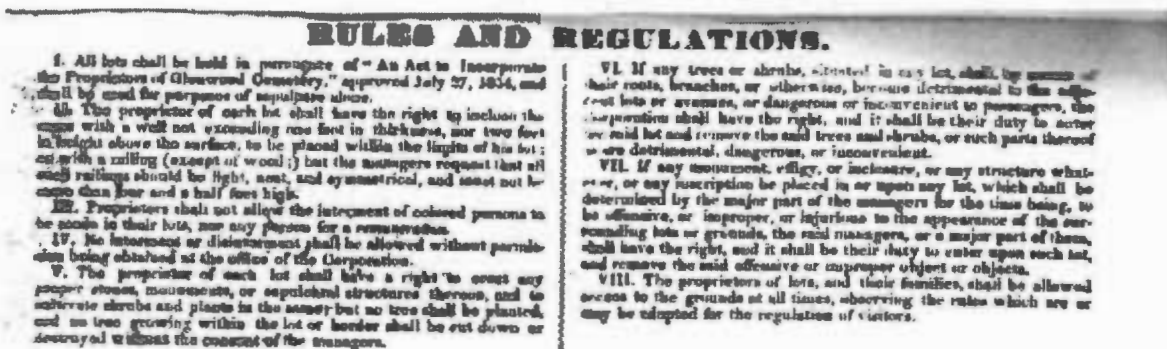 RULES AND REGULATIONS.
I. All lots shall be held in pursuance of "An Act to Incorporate
the Proprietors of Glenwood Cemetery," approved July 27, 1854, and
shall be used for purposes of sepulture alone.
II. The proprietor of each lot shall have the right to inclose the
same with a wall not exceeding one foot in thickness, nor two feet
in height above the surface, to be placed within the limits of his lot;
or with a railing (except of wood;) but the managers request that all
such railings should be light, neat, and symmetrical, and must not be
more than four and a half feet high.
III. Proprietors shall not allow the interment of colored persons to
be made in their lots, nor any person for a remuneration.
IV. No interment or disinterment shall be allowed without permis-
sion being obtained at the office of the Corporation.
V. The proprietor of each lot shall have a right to erect any
proper stones, monuments, or sepulchral structures thereon, and to
cultivate shrubs and plants in the same; but no tree shall be planted,
and no tree growing within the lot or border shall be cut down or
destroyed without the consent of the managers.
VI. If any trees or shrubs, situated in any lot, shall, by means of
their roots, branches, or otherwise, become detrimental to the adja-
cent lots or avenues, or dangerous or inconvenient to passengers, the
Corporation shall have the right, and it shall be their duty to enter
said lot and remove the said trees and shrubs, or such parts thereof
as are detrimental, dangerous, or inconvenient.
VII. If any monument, effigy, or inclosure, or any structure what-
ever, or any inscription be placed in or upon any lot, which shall be
determined by the major part of the managers for the time being, to
be offensive, or improper, or injurious to the appearance of the sur-
rounding lots or grounds, the said managers, or a major part of them,
shall have the right, and it shall be their duty to enter upon such lot,
and remove the said offensive or improper object or objects.
VIII. The proprietors of lots, and their families, shall be allowed
access to the grounds at all times, observing the rules which are or
may be adopted for the regulation of visitors.